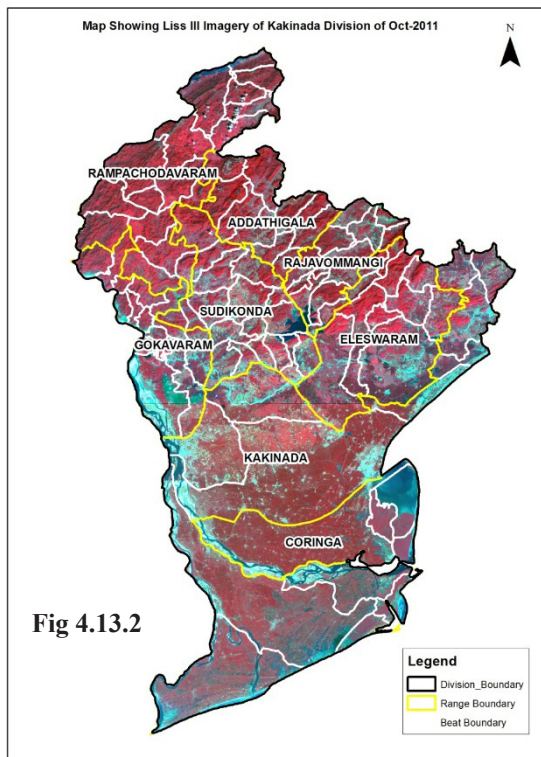 Map Showing Liss III Imagery of Kakinada Division of Oct-2011
N
RAMPACHODAVARAM
ADDATHIGALA
RAJAVOMMANGI
SUDIKONDA
GOKAVARAM
ELESWARAM
KAKINADA
CORINGA
Fig 4.13.2
Legend
Division_Boundary
Range Boundary
Beat Boundary